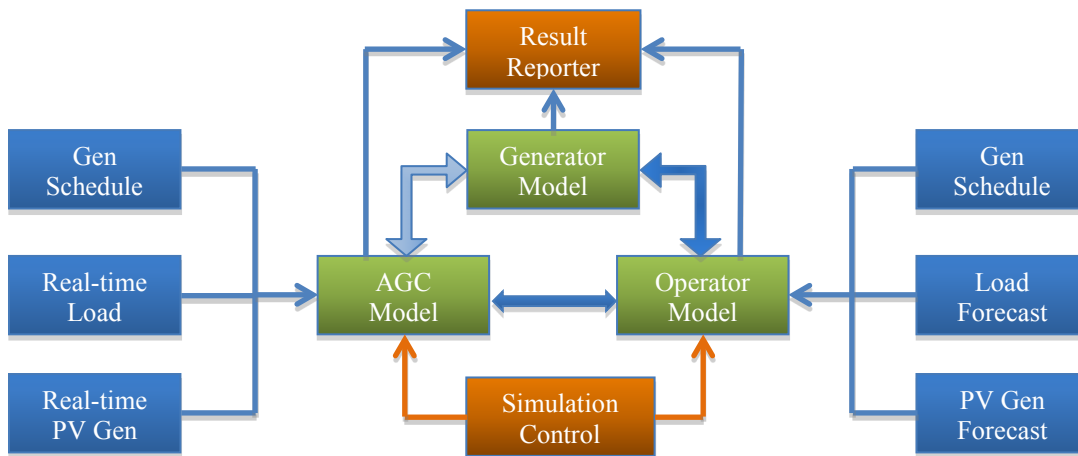 Result
Reporter
Generator
Model
Gen
Schedule
Gen
Schedule
Real-time
Load
AGC
Model
Operator
Model
Load
Forecast
Real-time
PV Gen
Simulation
Control
PV Gen
Forecast